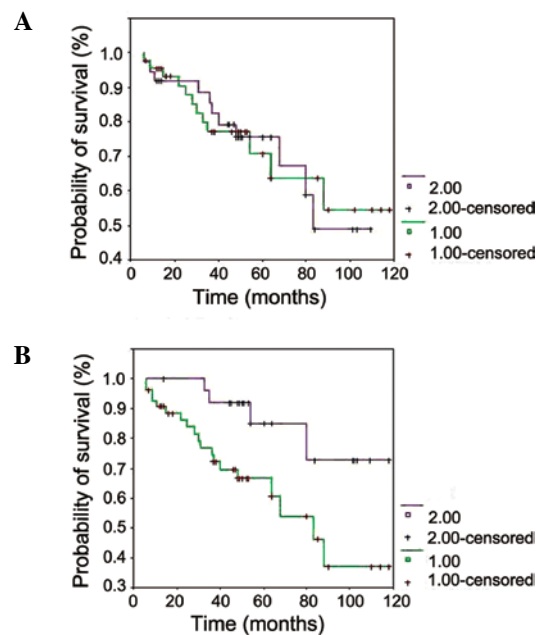 A
Probability of survival (%)
1.0
0.9
0.8
0.7
0.6
0.5
0.4
0 20 40 60 80 100 120
Time (months)
2.00
2.00-censored
1.00
1.00-censored
B
Probability of survival (%)
1.0
0.9
0.8
0.7
0.6
0.5
0.4
0.3
0 20 40 60 80 100 120
Time (months)
2.00
2.00-censored
1.00
1.00-censored